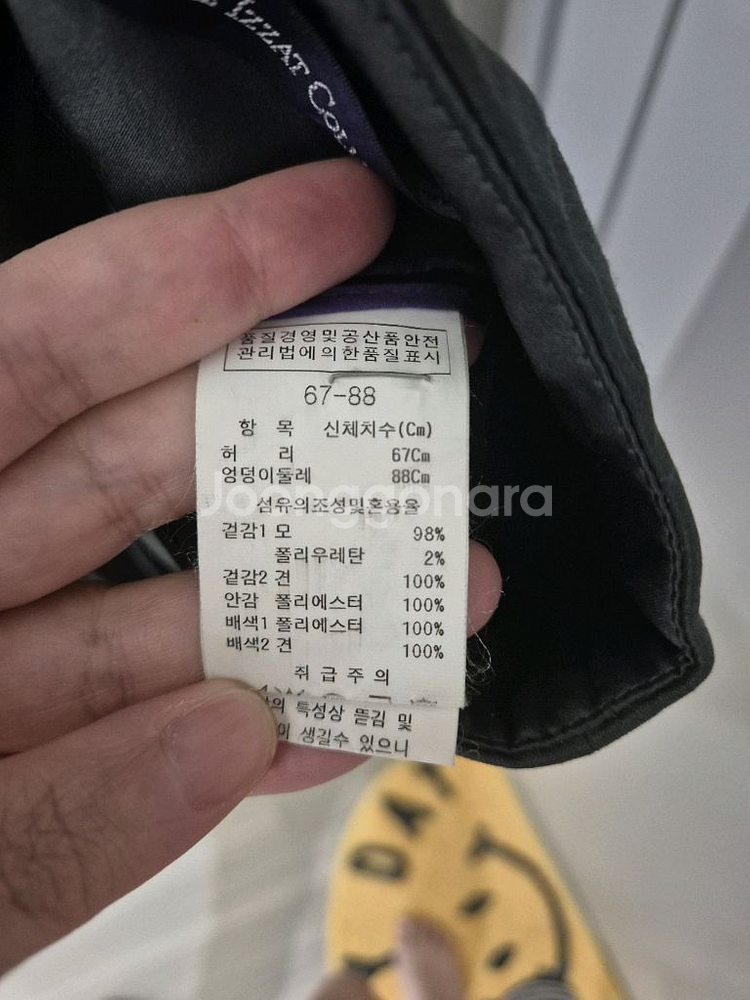 IZZAT COLL
품질경영및공산품안전
관리법에의한품질표시
67-88
항 목 신체치수(Cm)
허 리 67Cm
엉덩이둘레 88Cm
Joonggonara
섬유의조성및혼용율
겉감1 모 98%
폴리우레탄 2%
겉감2 견 100%
안감 폴리에스터 100%
배색1 폴리에스터 100%
배색2 견 100%
취급주의
특성상 뜯김 및
생길수 있으니
DAY